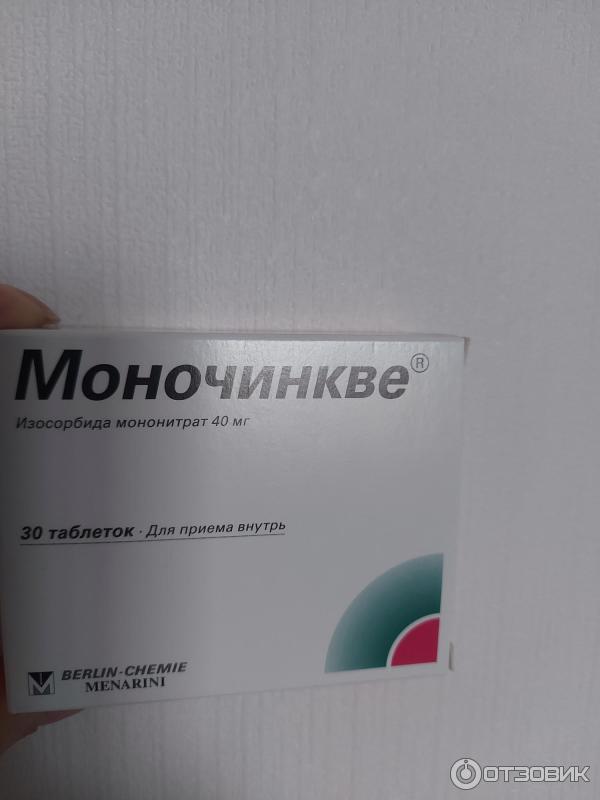 Моночинкве®
Изосорбида мононитрат 40 мг
30 таблеток · Для приема внутрь
BERLIN-CHEMIE
MENARINI
ОТЗОВИК